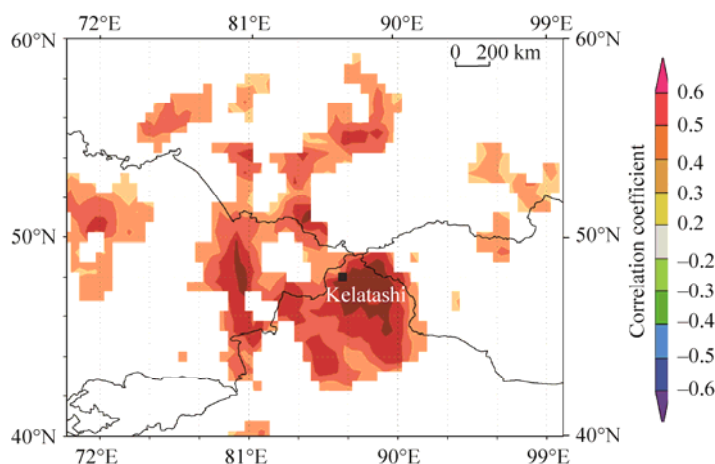 72°E 81°E 90°E 99°E
60°N 60°N
0 200 km
0.6
0.5
0.4
0.3
50°N 50°N
0.2
−0.2
Kelatashi
−0.3
−0.4
−0.5
−0.6
Correlation coefficient
40°N 40°N
72°E 81°E 90°E 99°E